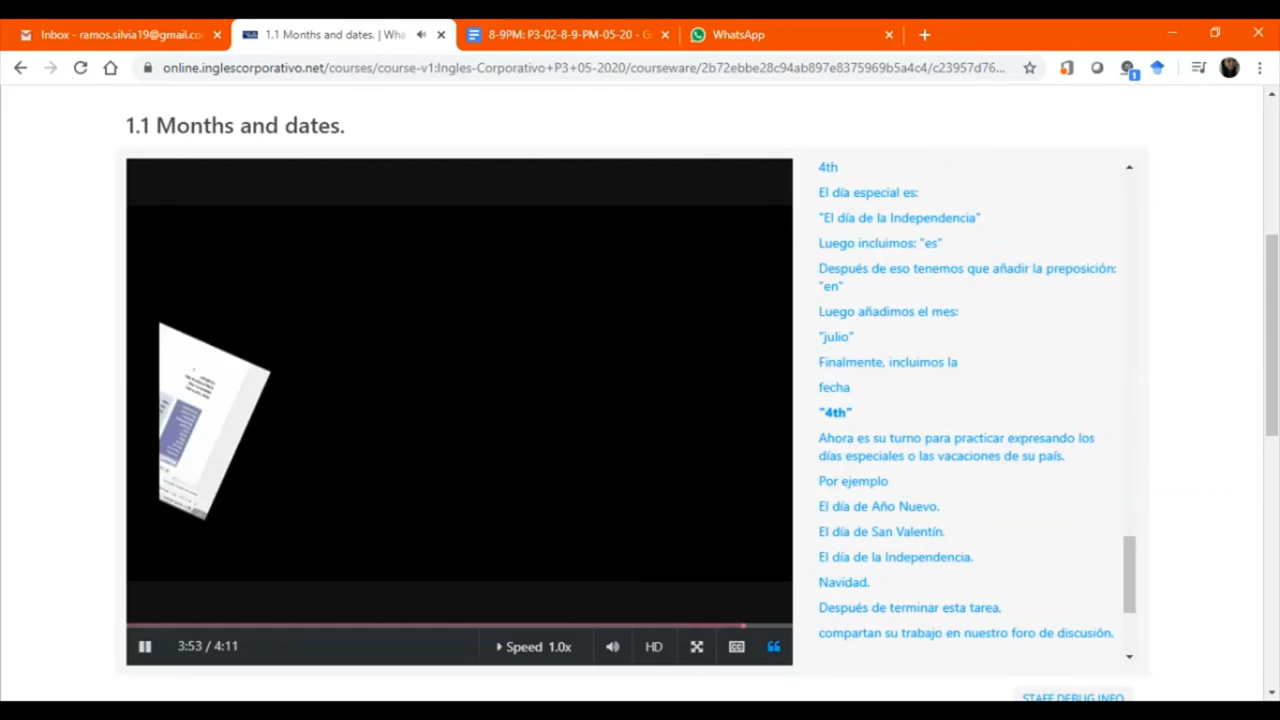 Inbox - ramos.silvia19@gmail.co
1.1 Months and dates. | Wha
8-9PM: P3-02-8-9-PM-05-20 - G
WhatsApp
online.inglescorporativo.net/courses/course-v1:Ingles-Corporativo+P3+05-2020/courseware/2b72ebbe28c94ab897e8375969b5a4c4/c23957d76...
1
1.1 Months and dates.
4th
El día especial es:
"El día de la Independencia"
Luego incluimos: "es"
Después de eso tenemos que añadir la preposición:
"en"
Luego añadimos el mes:
"julio"
Finalmente, incluimos la
fecha
"4th"
Ahora es su turno para practicar expresando los
días especiales o las vacaciones de su país.
Por ejemplo
El día de Año Nuevo.
El día de San Valentín.
El día de la Independencia.
Navidad.
Después de terminar esta tarea,
compartan su trabajo en nuestro foro de discusión.
3:53 / 4:11
Speed 1.0x
HD
CC
STAFF DEBUG INFO